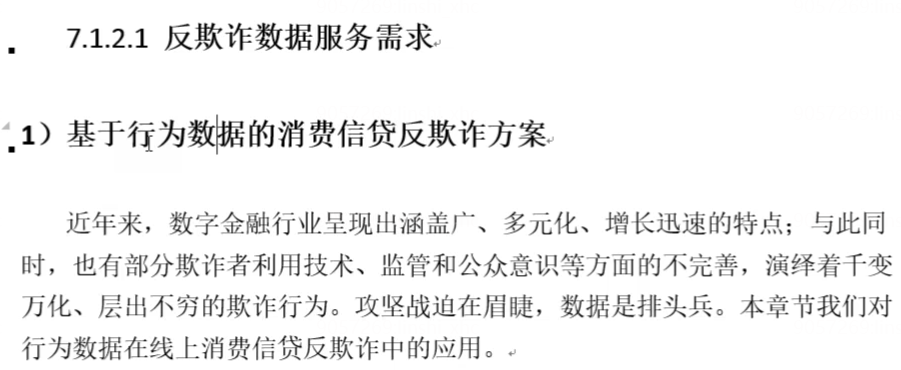 7.1.2.1 反欺诈数据服务需求
1）基于行为数据的消费信贷反欺诈方案
近年来，数字金融行业呈现出涵盖广、多元化、增长迅速的特点；与此同
时，也有部分欺诈者利用技术、监管和公众意识等方面的不完善，演绎着千变
万化、层出不穷的欺诈行为。攻坚战迫在眉睫，数据是排头兵。本章节我们对
行为数据在线上消费信贷反欺诈中的应用。